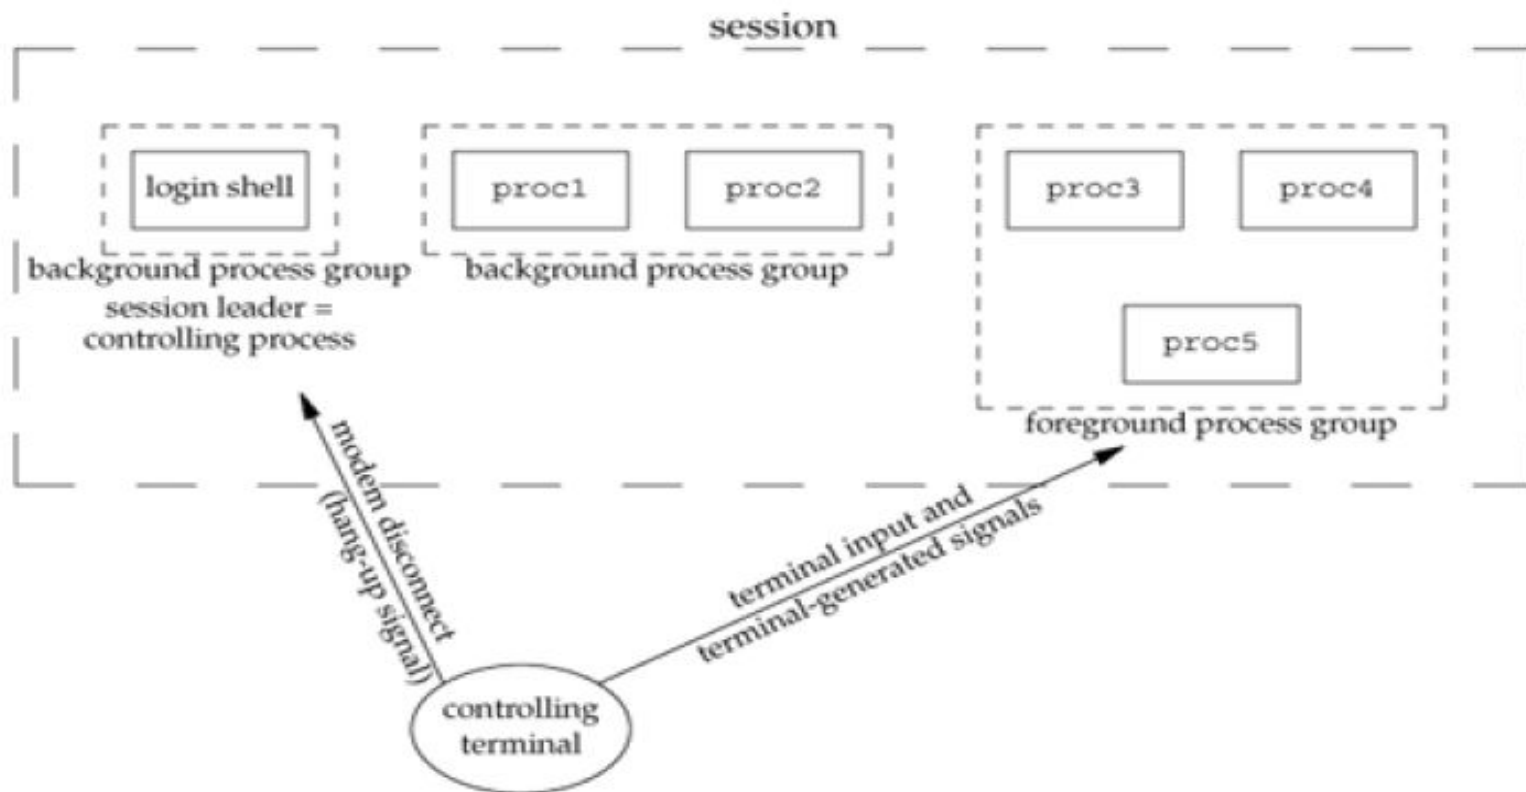 session
login shell
proc1
proc2
proc3
proc4
background process group
session leader =
controlling process
background process group
proc5
foreground process group
modem disconnect
(hang-up signal)
terminal input and
terminal-generated signals
controlling
terminal